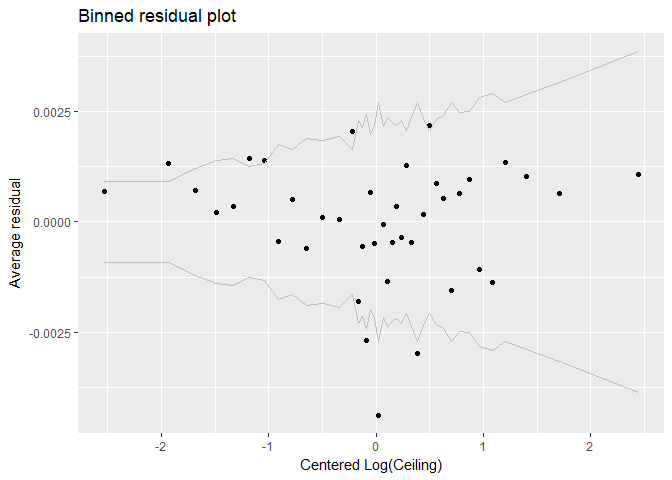 Binned residual plot
0.0025
0.0000
-0.0025
Average residual
-2
-1
0
1
2
Centered Log(Ceiling)